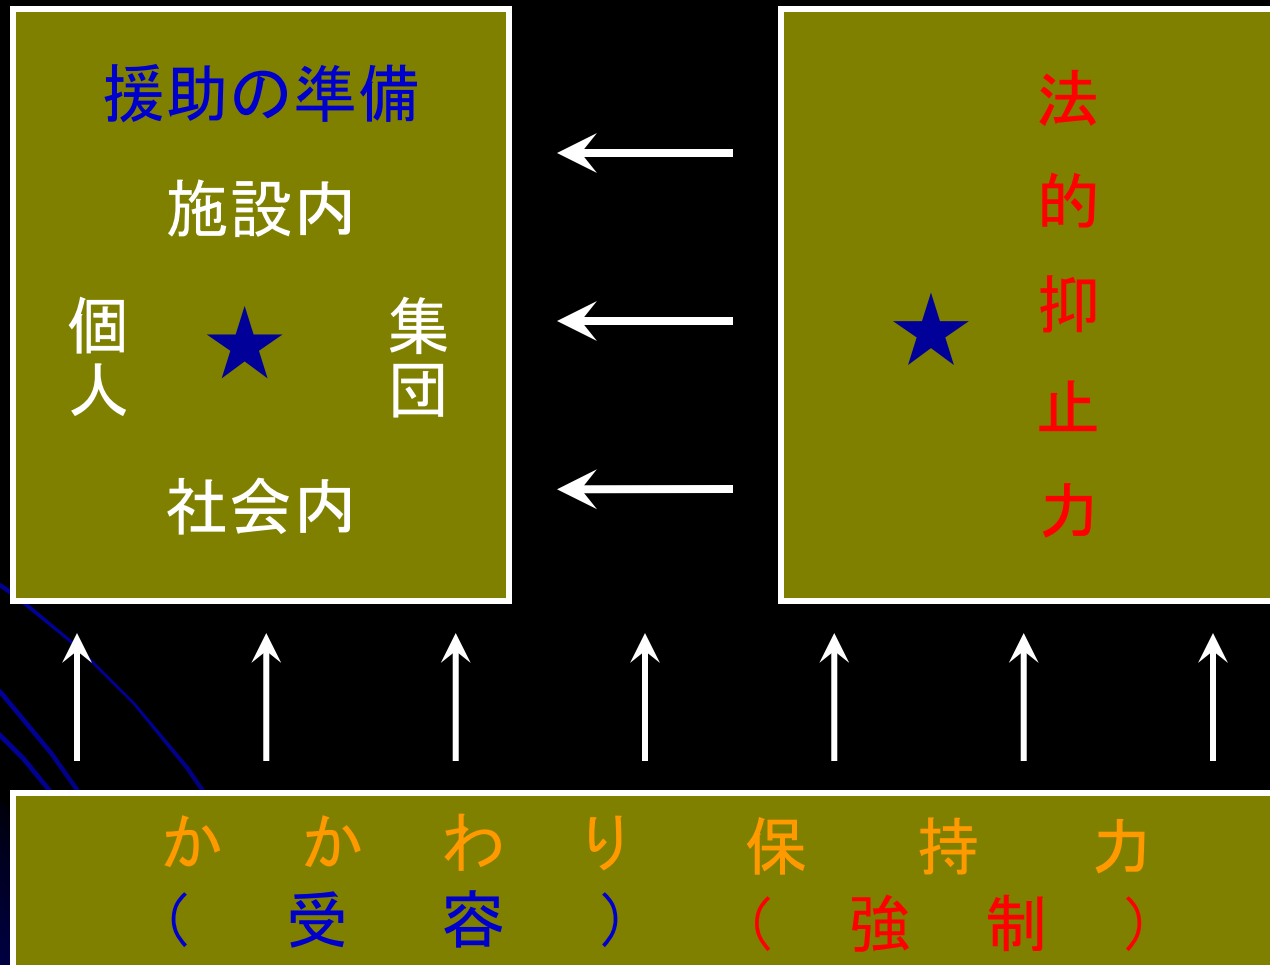 援助の準備
施設内
個人
集団
社会内
法的抑止力
かかわり 保持力
（受容）（強制）